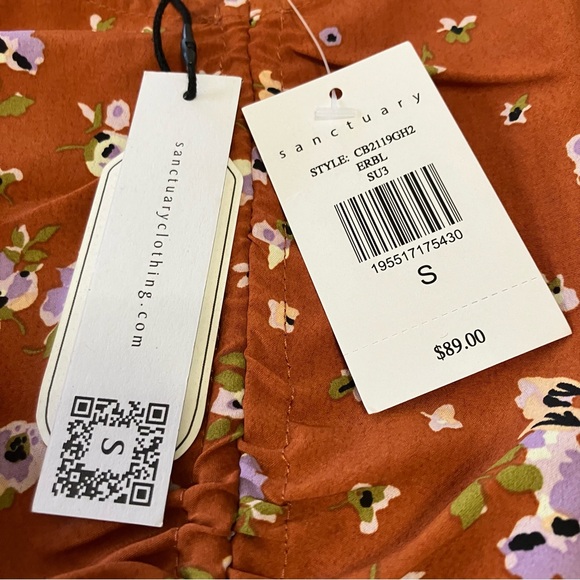 sanctuaryclothing.com
S
sanctuary
STYLE: CB2119GH2
ERBL
SU3
195517175430
S
$89.00